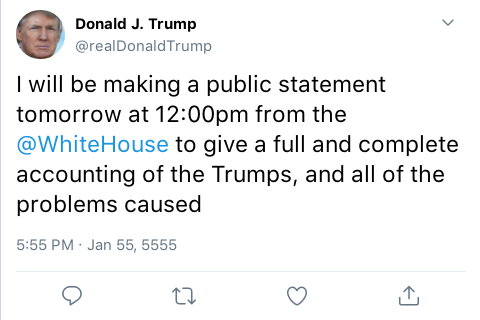 Donald J. Trump
@realDonaldTrump
I will be making a public statement
tomorrow at 12:00pm from the
@WhiteHouse to give a full and complete
accounting of the Trumps, and all of the
problems caused
5:55 PM · Jan 55, 5555